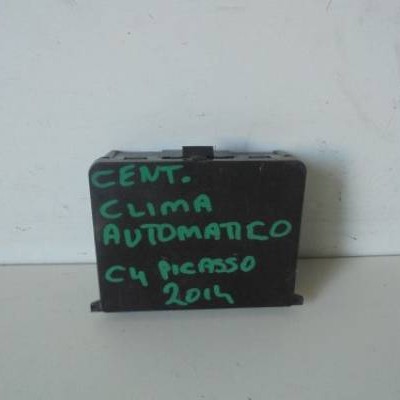 CENT.
CLIMA
AUTOMATICO
C4 PICASSO
2014